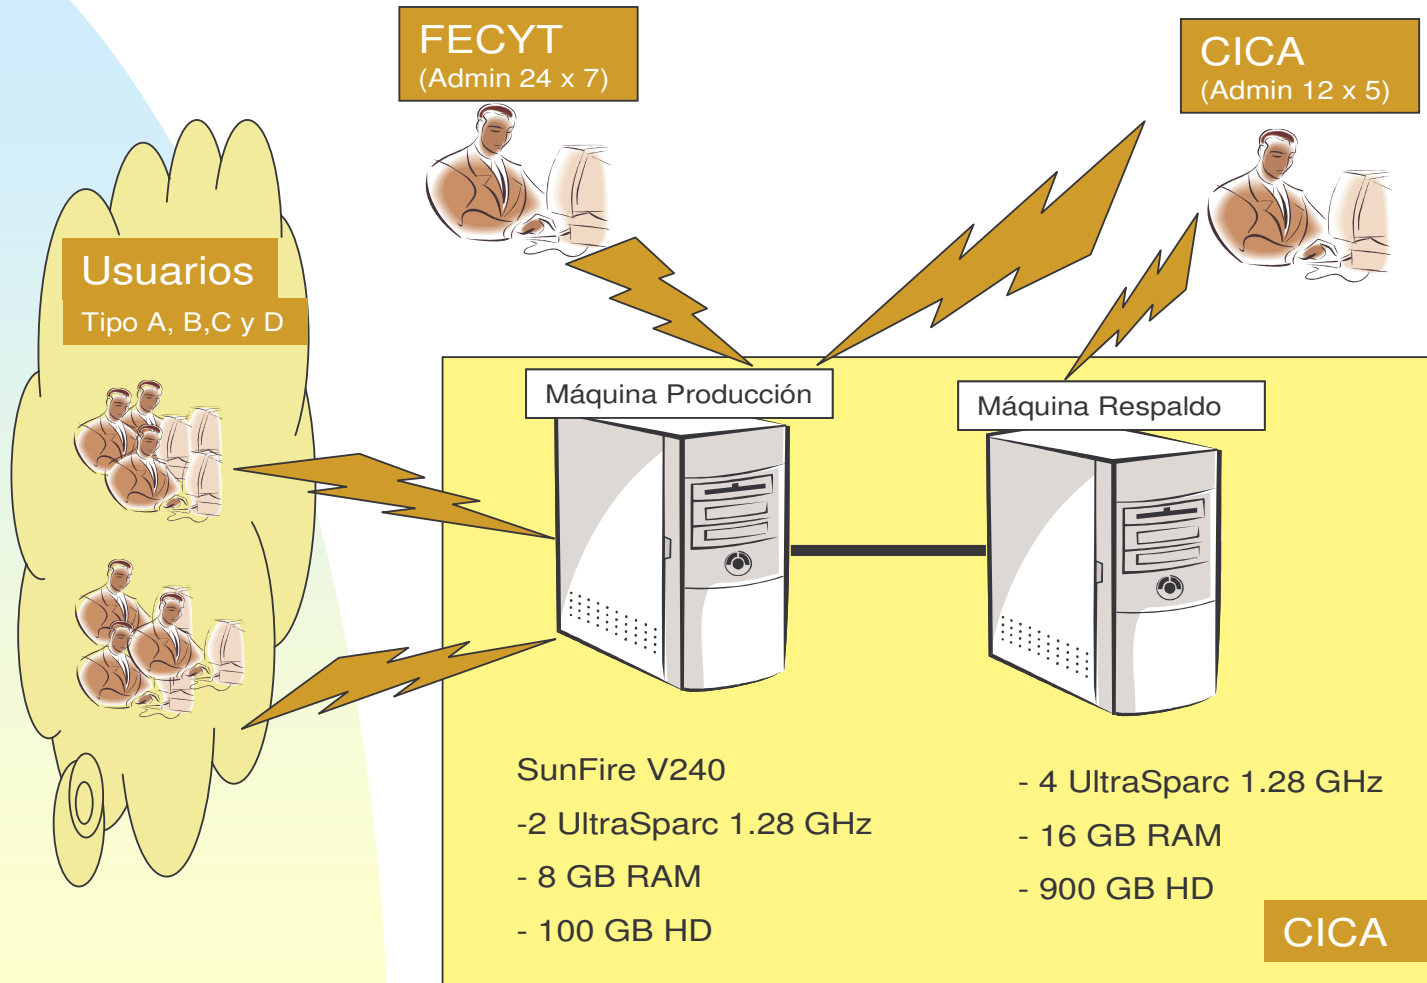 FECYT
(Admin 24 x 7)
CICA
(Admin 12 x 5)
Usuarios
Tipo A, B,C y D
Máquina Producción
Máquina Respaldo
SunFire V240
-2 UltraSparc 1.28 GHz
- 8 GB RAM
- 100 GB HD
- 4 UltraSparc 1.28 GHz
- 16 GB RAM
- 900 GB HD
CICA